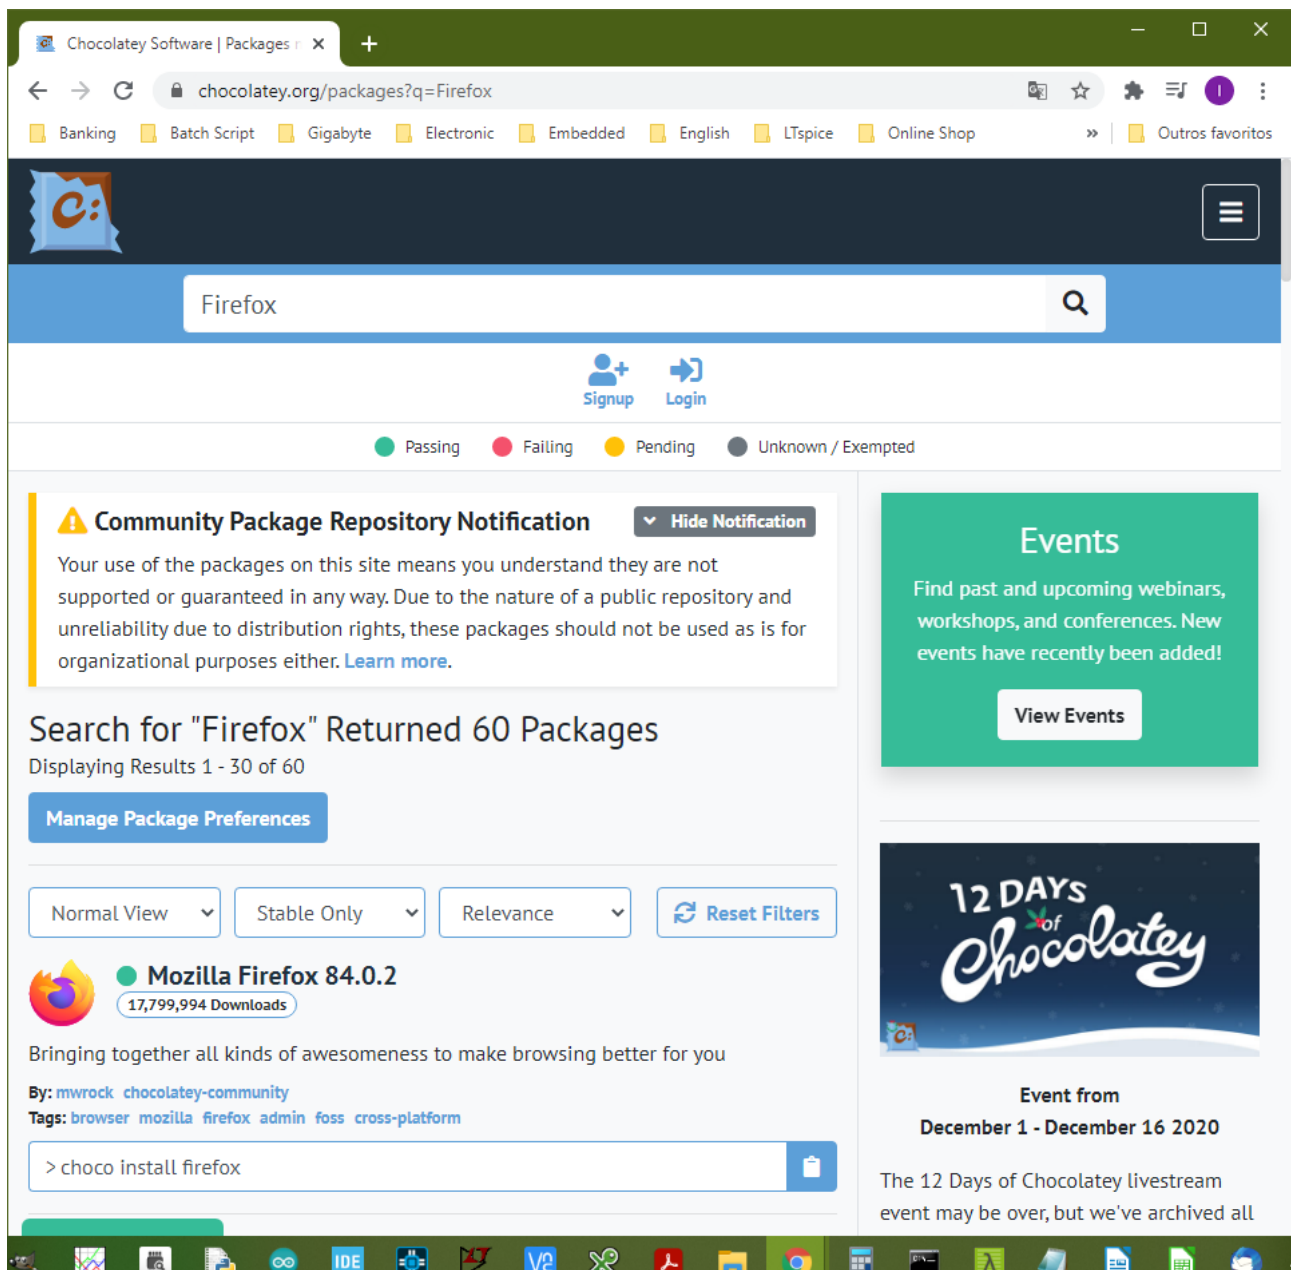 Chocolatey Software | Packages
chocolatey.org/packages?q=Firefox
Banking Batch Script Gigabyte Electronic Embedded English LTspice Online Shop » Outros favoritos
I
C:
Firefox
Signup Login
Passing Failing Pending Unknown / Exempted
Community Package Repository Notification
Hide Notification
Your use of the packages on this site means you understand they are not
supported or guaranteed in any way. Due to the nature of a public repository and
unreliability due to distribution rights, these packages should not be used as is for
organizational purposes either. Learn more.
Search for "Firefox" Returned 60 Packages
Displaying Results 1 - 30 of 60
Manage Package Preferences
Normal View Stable Only Relevance Reset Filters
Mozilla Firefox 84.0.2
17,799,994 Downloads
Bringing together all kinds of awesomeness to make browsing better for you
By: mwrock chocolatey-community
Tags: browser mozilla firefox admin foss cross-platform
> choco install firefox
Events
Find past and upcoming webinars,
workshops, and conferences. New
events have recently been added!
View Events
12 DAYS
of
Chocolatey
C:
Event from
December 1 - December 16 2020
The 12 Days of Chocolatey livestream
event may be over, but we've archived all
IDE